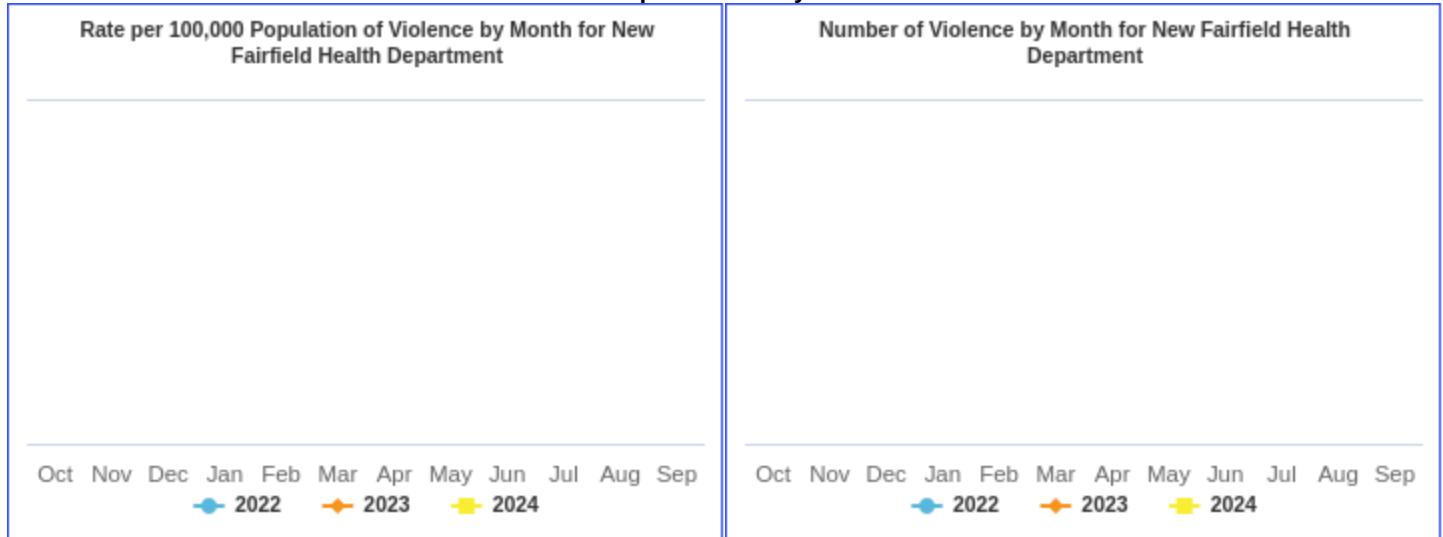 Rate per 100,000 Population of Violence by Month for New
Fairfield Health Department
Oct Nov Dec Jan Feb Mar Apr May Jun Jul Aug Sep
2022 2023 2024
Number of Violence by Month for New Fairfield Health
Department
Oct Nov Dec Jan Feb Mar Apr May Jun Jul Aug Sep
2022 2023 2024